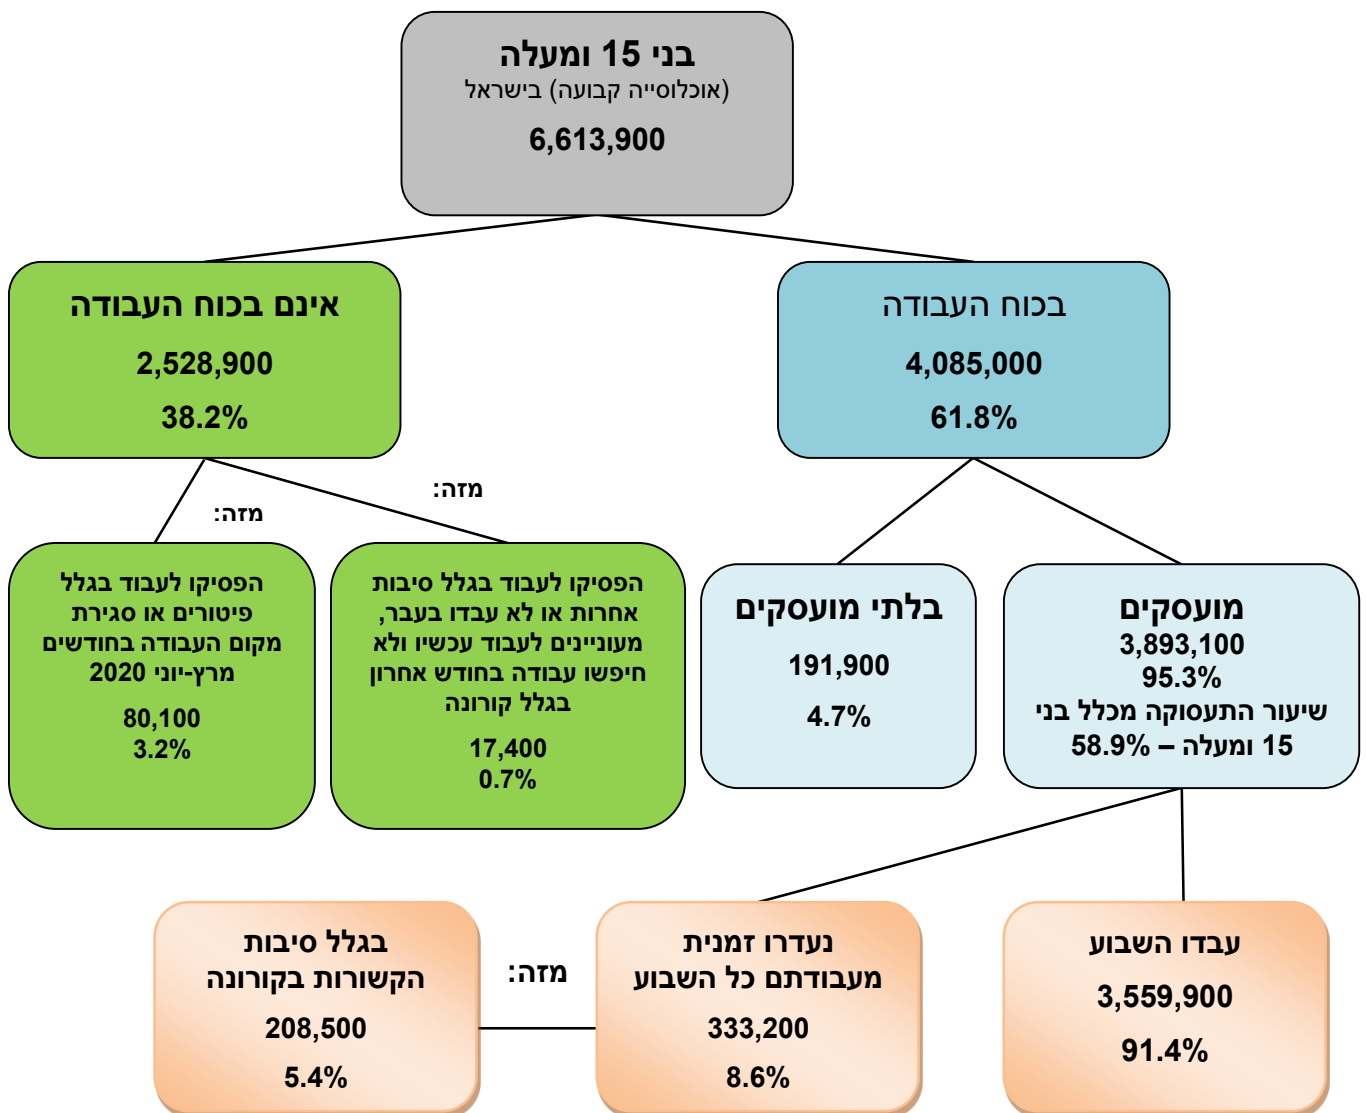 בני 15 ומעלה
(אוכלוסייה קבועה) בישראל
6,613,900
בכוח העבודה
4,085,000
61.8%
אינם בכוח העבודה
2,528,900
38.2%
מזה:
מזה:
מועסקים
3,893,100
95.3%
שיעור התעסוקה מכלל בני
15 ומעלה – 58.9%
בלתי מועסקים
191,900
4.7%
הפסיקו לעבוד בגלל סיבות
אחרות או לא עבדו בעבר,
מעוניינים לעבוד עכשיו ולא
חיפשו עבודה בחודש אחרון
בגלל קורונה
17,400
0.7%
הפסיקו לעבוד בגלל
פיטורים או סגירת
מקום העבודה בחודשים
מרץ-יוני 2020
80,100
3.2%
עבדו השבוע
3,559,900
91.4%
נעדרו זמנית
מעבודתם כל השבוע
333,200
8.6%
מזה:
בגלל סיבות
הקשורות בקורונה
208,500
5.4%